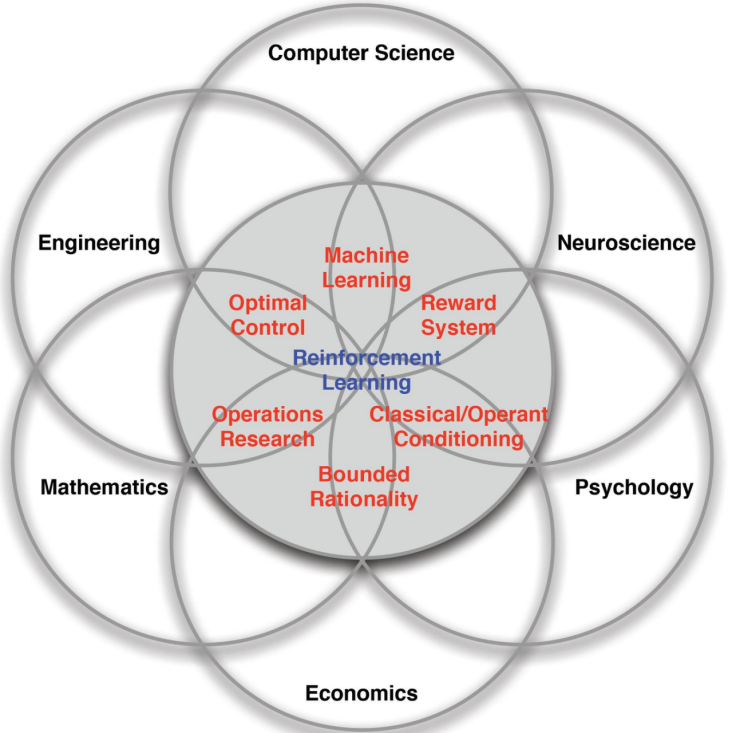 Computer Science
Engineering
Neuroscience
Machine
Learning
Optimal
Control
Reward
System
Reinforcement
Learning
Operations
Research
Classical/Operant
Conditioning
Bounded
Rationality
Mathematics
Psychology
Economics